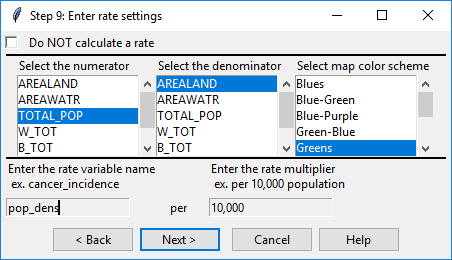 Step 9: Enter rate settings
Do NOT calculate a rate
Select the numerator Select the denominator Select map color scheme
AREALAND AREALAND Blues
AREAWATR AREAWATR Blue-Green
TOTAL_POP TOTAL_POP Blue-Purple
W_TOT W_TOT Green-Blue
B_TOT B_TOT Greens
Enter the rate variable name Enter the rate multiplier
ex. cancer_incidence ex. per 10,000 population
pop_dens per 10,000
< Back Next > Cancel Help